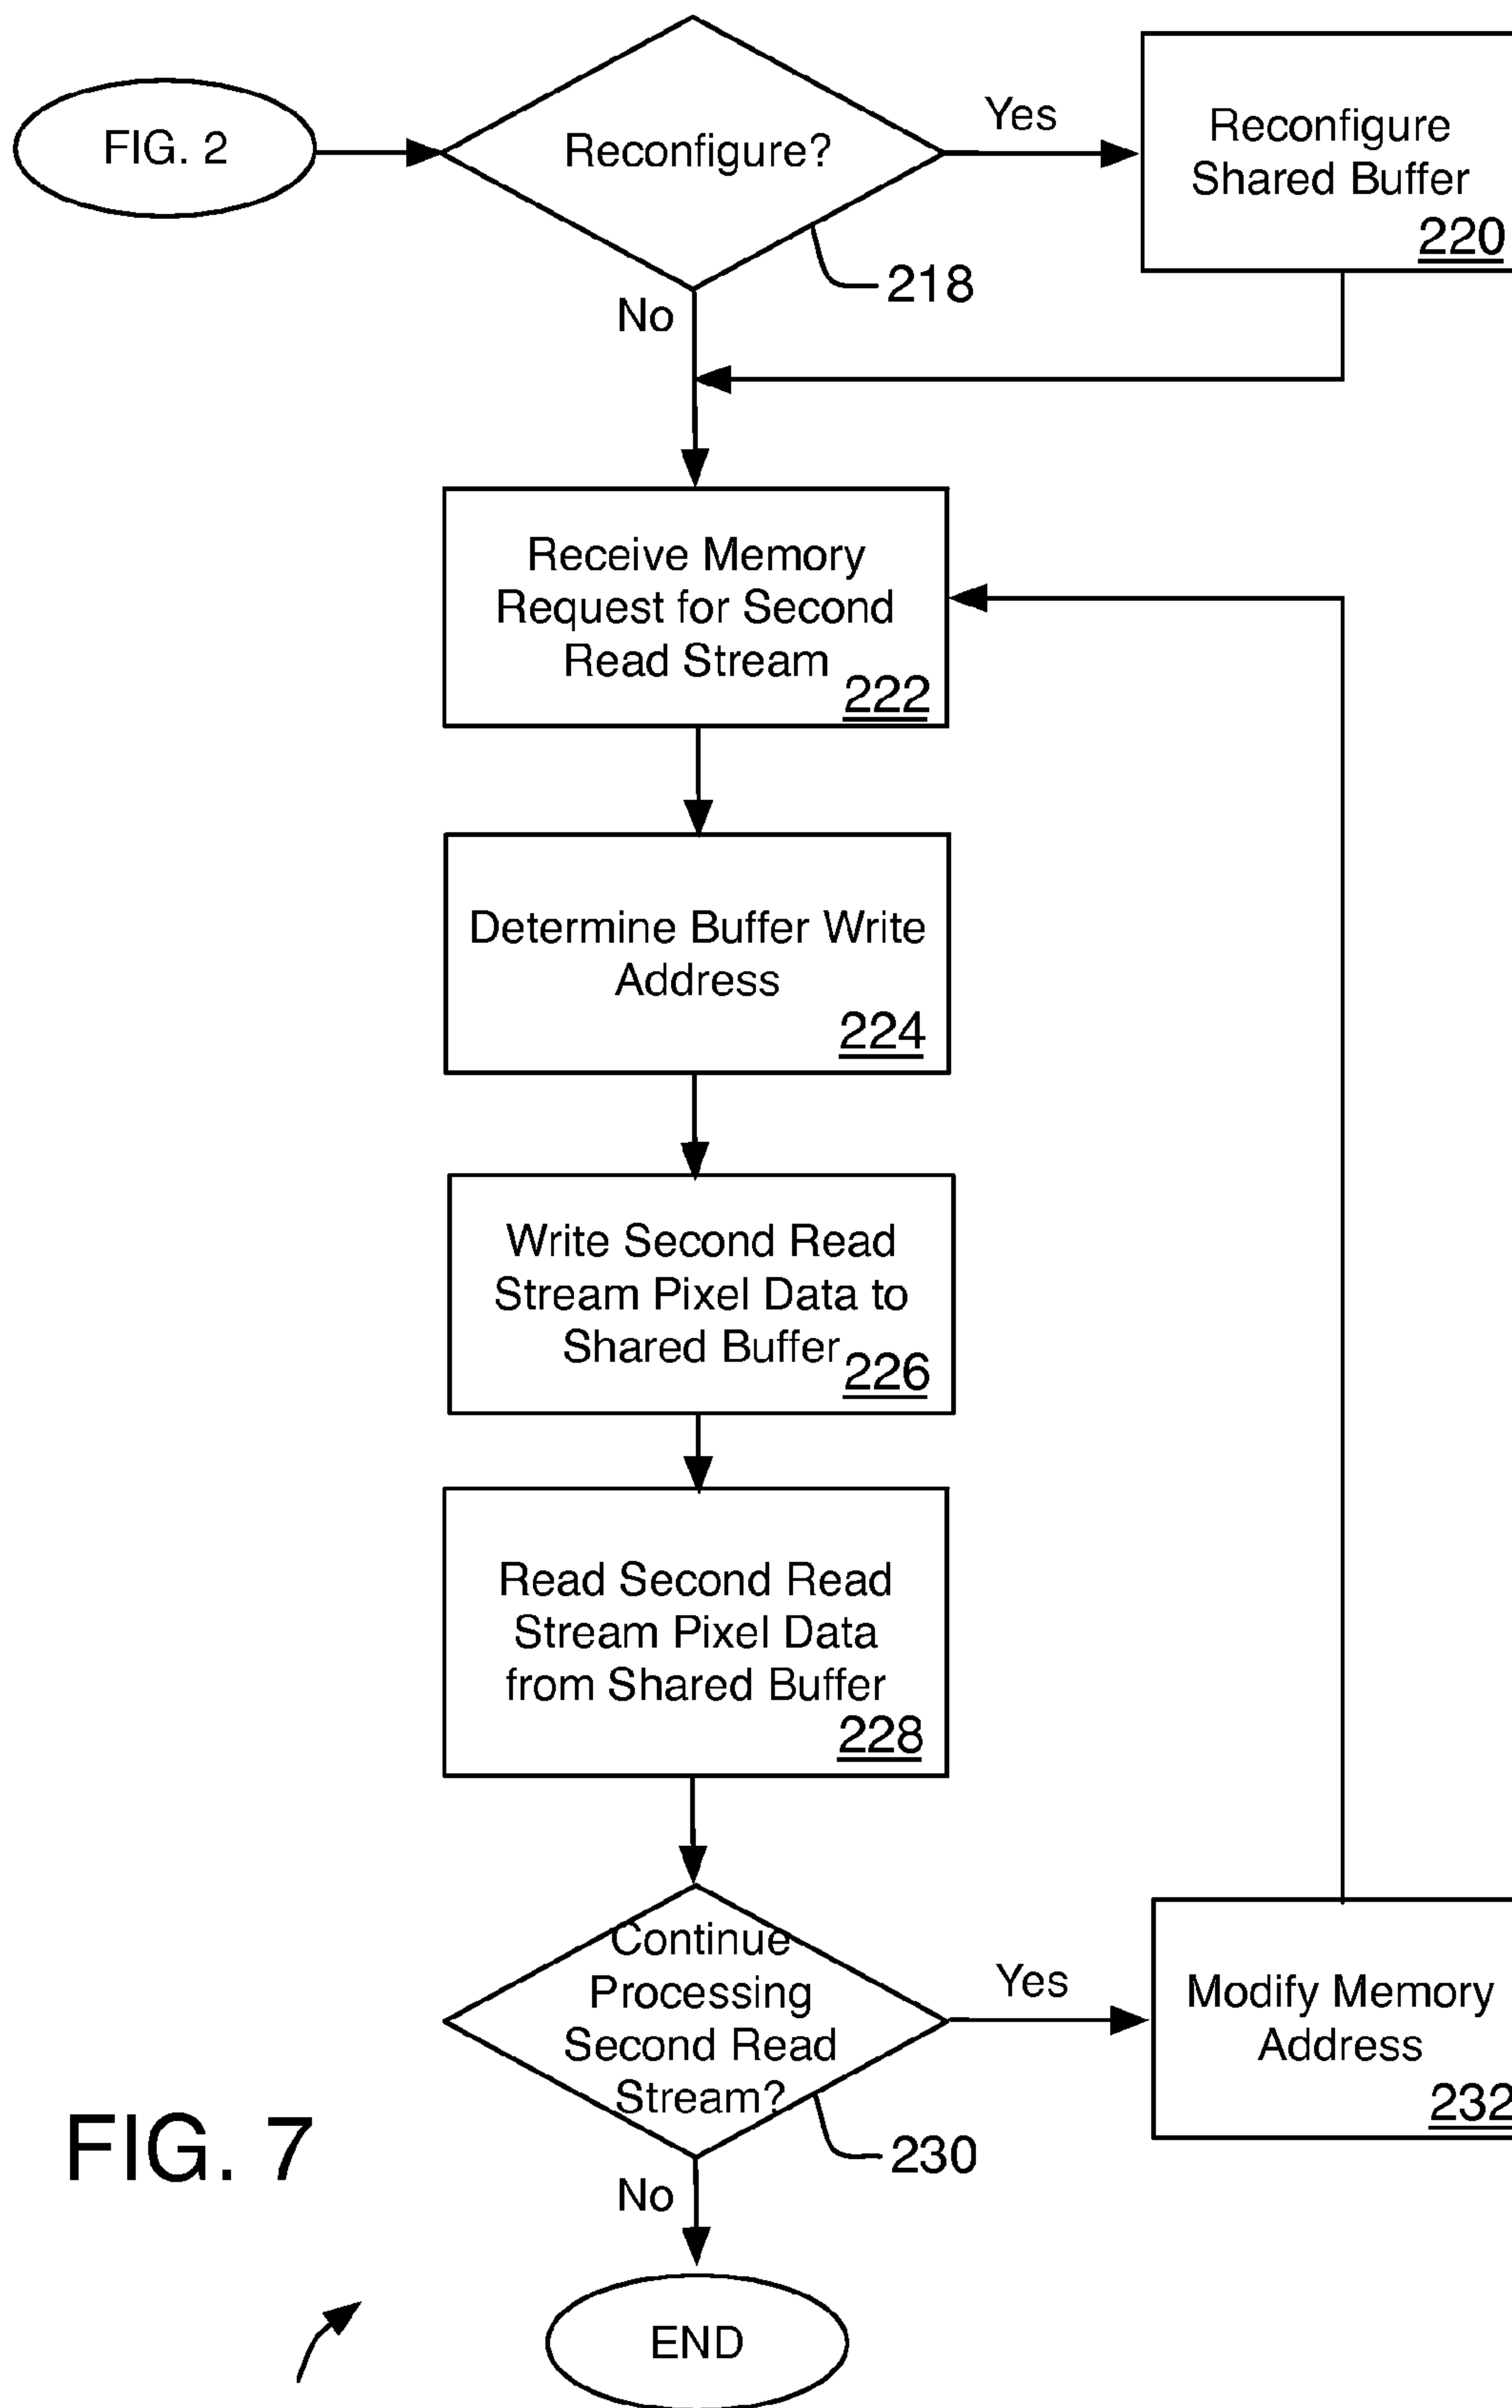 FIG. 2
Reconfigure?
Yes
Reconfigure
Shared Buffer
220
218
No
Receive Memory
Request for Second
Read Stream
222
Determine Buffer Write
Address
224
Write Second Read
Stream Pixel Data to
Shared Buffer
226
Read Second Read
Stream Pixel Data
from Shared Buffer
228
Continue
Processing
Second Read
Stream?
Yes
Modify Memory
Address
232
230
No
FIG. 7
END